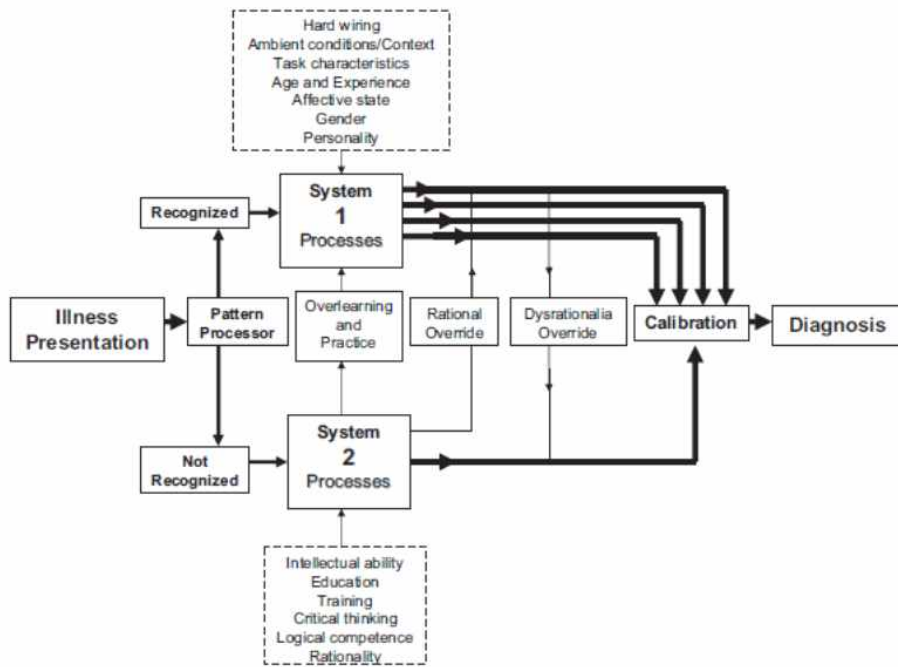 Hard wiring
Ambient conditions/Context
Task characteristics
Age and Experience
Affective state
Gender
Personality
System
1
Processes
Recognized
Illness
Presentation
Pattern
Processor
Overlearning
and
Practice
Rational
Override
Dysrationalia
Override
Calibration
Diagnosis
Not
Recognized
System
2
Processes
Intellectual ability
Education
Training
Critical thinking
Logical competence
Rationality